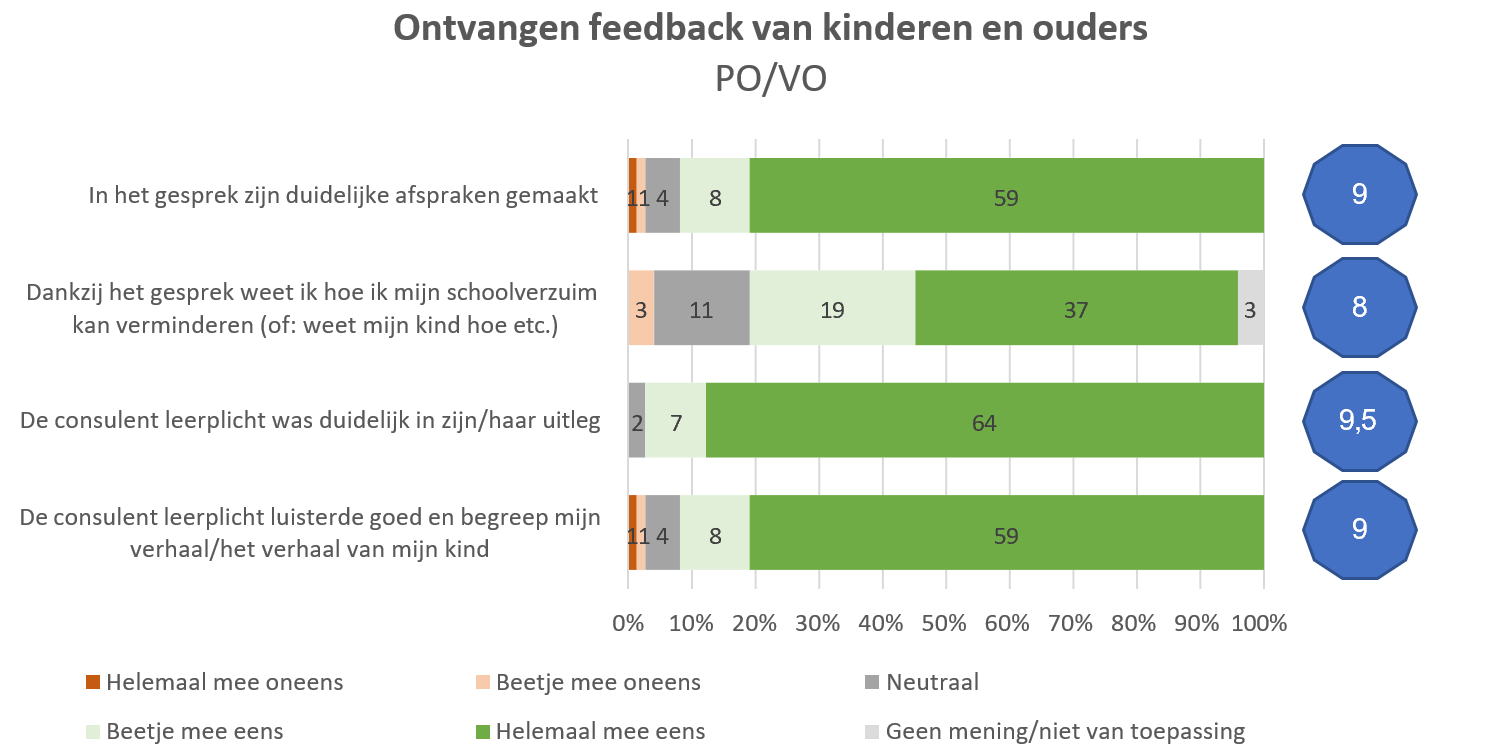 Ontvangen feedback van kinderen en ouders
PO/VO
In het gesprek zijn duidelijke afspraken gemaakt
1 1 4 8 59
9
Dankzij het gesprek weet ik hoe ik mijn schoolverzuim
kan verminderen (of: weet mijn kind hoe etc.)
3 11 19 37 3
8
De consulent leerplicht was duidelijk in zijn/haar uitleg
2 7 64
9,5
De consulent leerplicht luisterde goed en begreep mijn
verhaal/het verhaal van mijn kind
1 1 4 8 59
9
0% 10% 20% 30% 40% 50% 60% 70% 80% 90% 100%
Helemaal mee oneens
Beetje mee oneens
Neutraal
Beetje mee eens
Helemaal mee eens
Geen mening/niet van toepassing